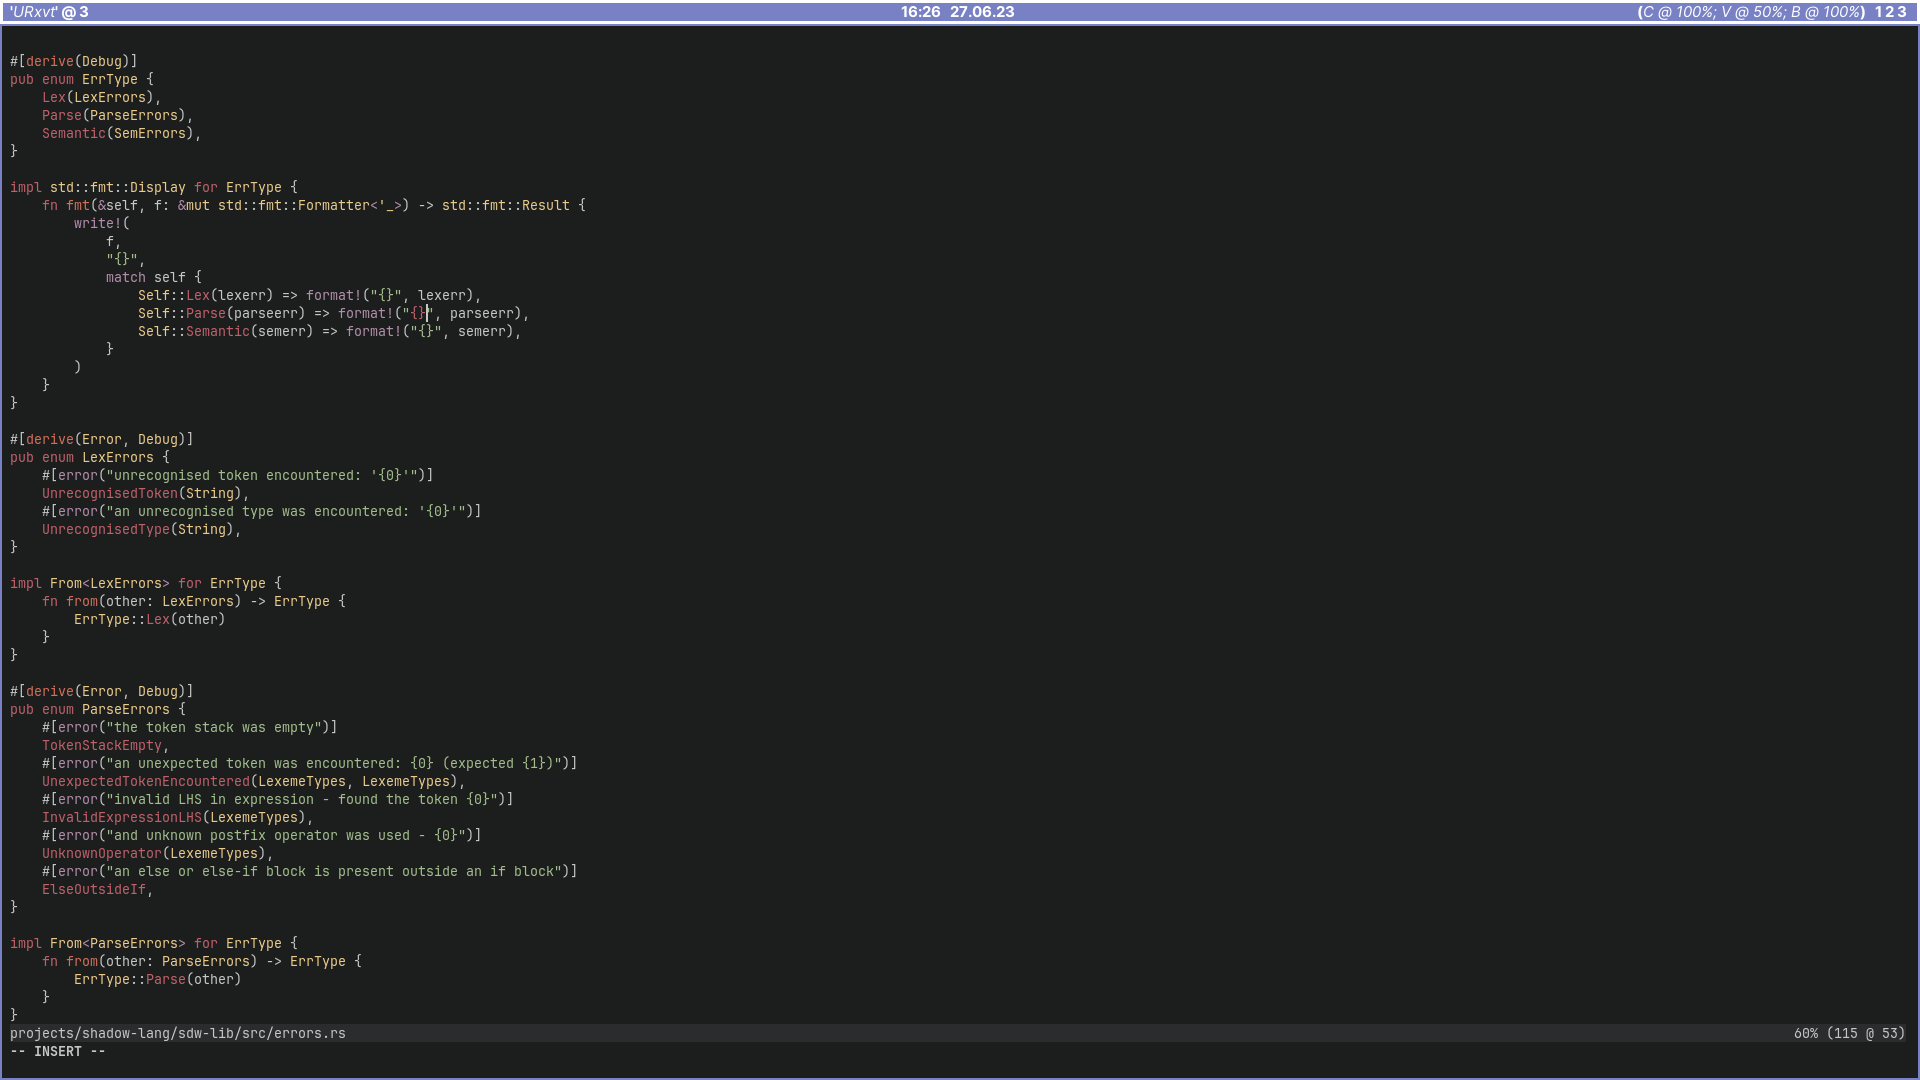 'URxvt' @ 3 16:26 27.06.23 (C @ 100%; V @ 50%; B @ 100%) 1 2 3
#[derive(Debug)]
pub enum ErrType {
    Lex(LexErrors),
    Parse(ParseErrors),
    Semantic(SemErrors),
}
impl std::fmt::Display for ErrType {
    fn fmt(&self, f: &mut std::fmt::Formatter<'_>) -> std::fmt::Result {
        write!(
            f,
            "{}",
            match self {
                Self::Lex(lexerr) => format!("{}", lexerr),
                Self::Parse(parseerr) => format!("{}", parseerr),
                Self::Semantic(semerr) => format!("{}", semerr),
            }
        )
    }
}
#[derive(Error, Debug)]
pub enum LexErrors {
    #[error("unrecognised token encountered: '{0}'")]
    UnrecognisedToken(String),
    #[error("an unrecognised type was encountered: '{0}'")]
    UnrecognisedType(String),
}
impl From<LexErrors> for ErrType {
    fn from(other: LexErrors) -> ErrType {
        ErrType::Lex(other)
    }
}
#[derive(Error, Debug)]
pub enum ParseErrors {
    #[error("the token stack was empty")]
    TokenStackEmpty,
    #[error("an unexpected token was encountered: {0} (expected {1})")]
    UnexpectedTokenEncountered(LexemeTypes, LexemeTypes),
    #[error("invalid LHS in expression - found the token {0}")]
    InvalidExpressionLHS(LexemeTypes),
    #[error("and unknown postfix operator was used - {0}")]
    UnknownOperator(LexemeTypes),
    #[error("an else or else-if block is present outside an if block")]
    ElseOutsideIf,
}
impl From<ParseErrors> for ErrType {
    fn from(other: ParseErrors) -> ErrType {
        ErrType::Parse(other)
    }
}
projects/shadow-lang/sdw-lib/src/errors.rs 60% (115 @ 53)
-- INSERT --